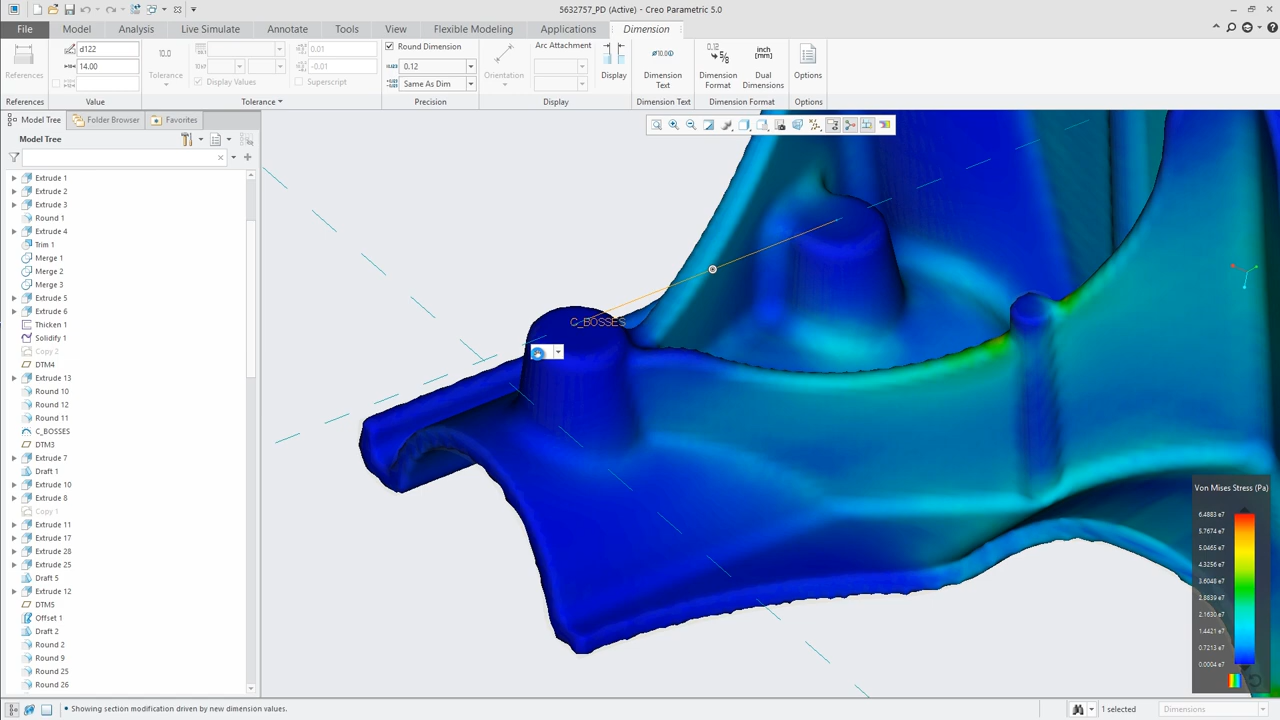 5632757_PD (Active) - Creo Parametric 5.0
File Model Analysis Live Simulate Annotate Tools View Flexible Modeling Applications Dimension
References
d122
14.00
10.0
Tolerance
Display Values
0.01
-0.01
Superscript
Round Dimension
0.12
Same As Dim
Orientation
Arc Attachment
Display
Dimension Text
Dimension Format
inch (mm)
Dual Dimensions
Options
References Value Tolerance Precision Display Dimension Text Dimension Format Options
Model Tree Folder Browser Favorites
Model Tree
Extrude 1
Extrude 2
Extrude 3
Round 1
Extrude 4
Trim 1
Merge 1
Merge 2
Merge 3
Extrude 5
Extrude 6
Thicken 1
Solidify 1
Copy 2
DTM4
Extrude 13
Round 10
Round 12
Round 11
C_BOSSES
DTM3
Extrude 7
Draft 1
Extrude 10
Extrude 8
Copy 1
Extrude 11
Extrude 17
Extrude 28
Extrude 25
Draft 5
Extrude 12
DTM5
Offset 1
Draft 2
Round 2
Round 9
Round 25
Round 26
C_BOSSES
Von Mises Stress (Pa)
6.4883 e7
5.7674 e7
5.0465 e7
4.3256 e7
3.6048 e7
2.8839 e7
2.1630 e7
1.4421 e7
0.7213 e7
0.0004 e7
Showing section modification driven by new dimension values.
1 selected
Dimensions